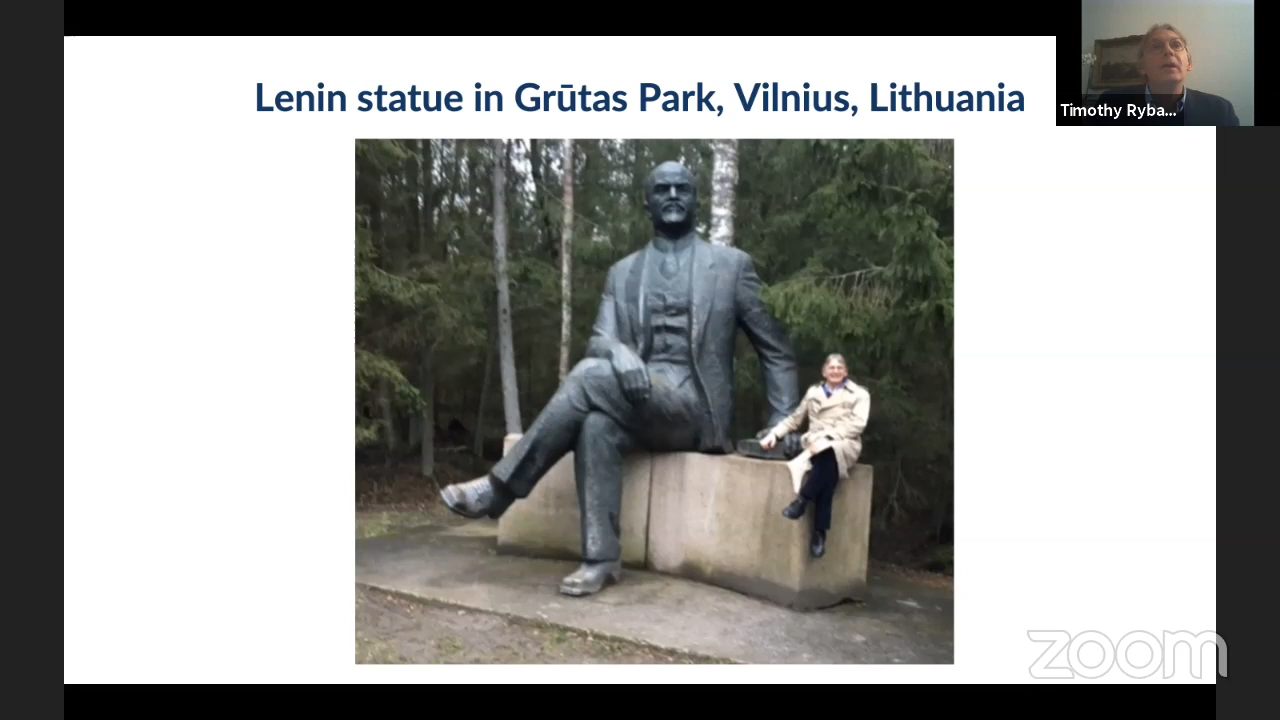 Lenin statue in Grūtas Park, Vilnius, Lithuania
Timothy Ryba...
zoom